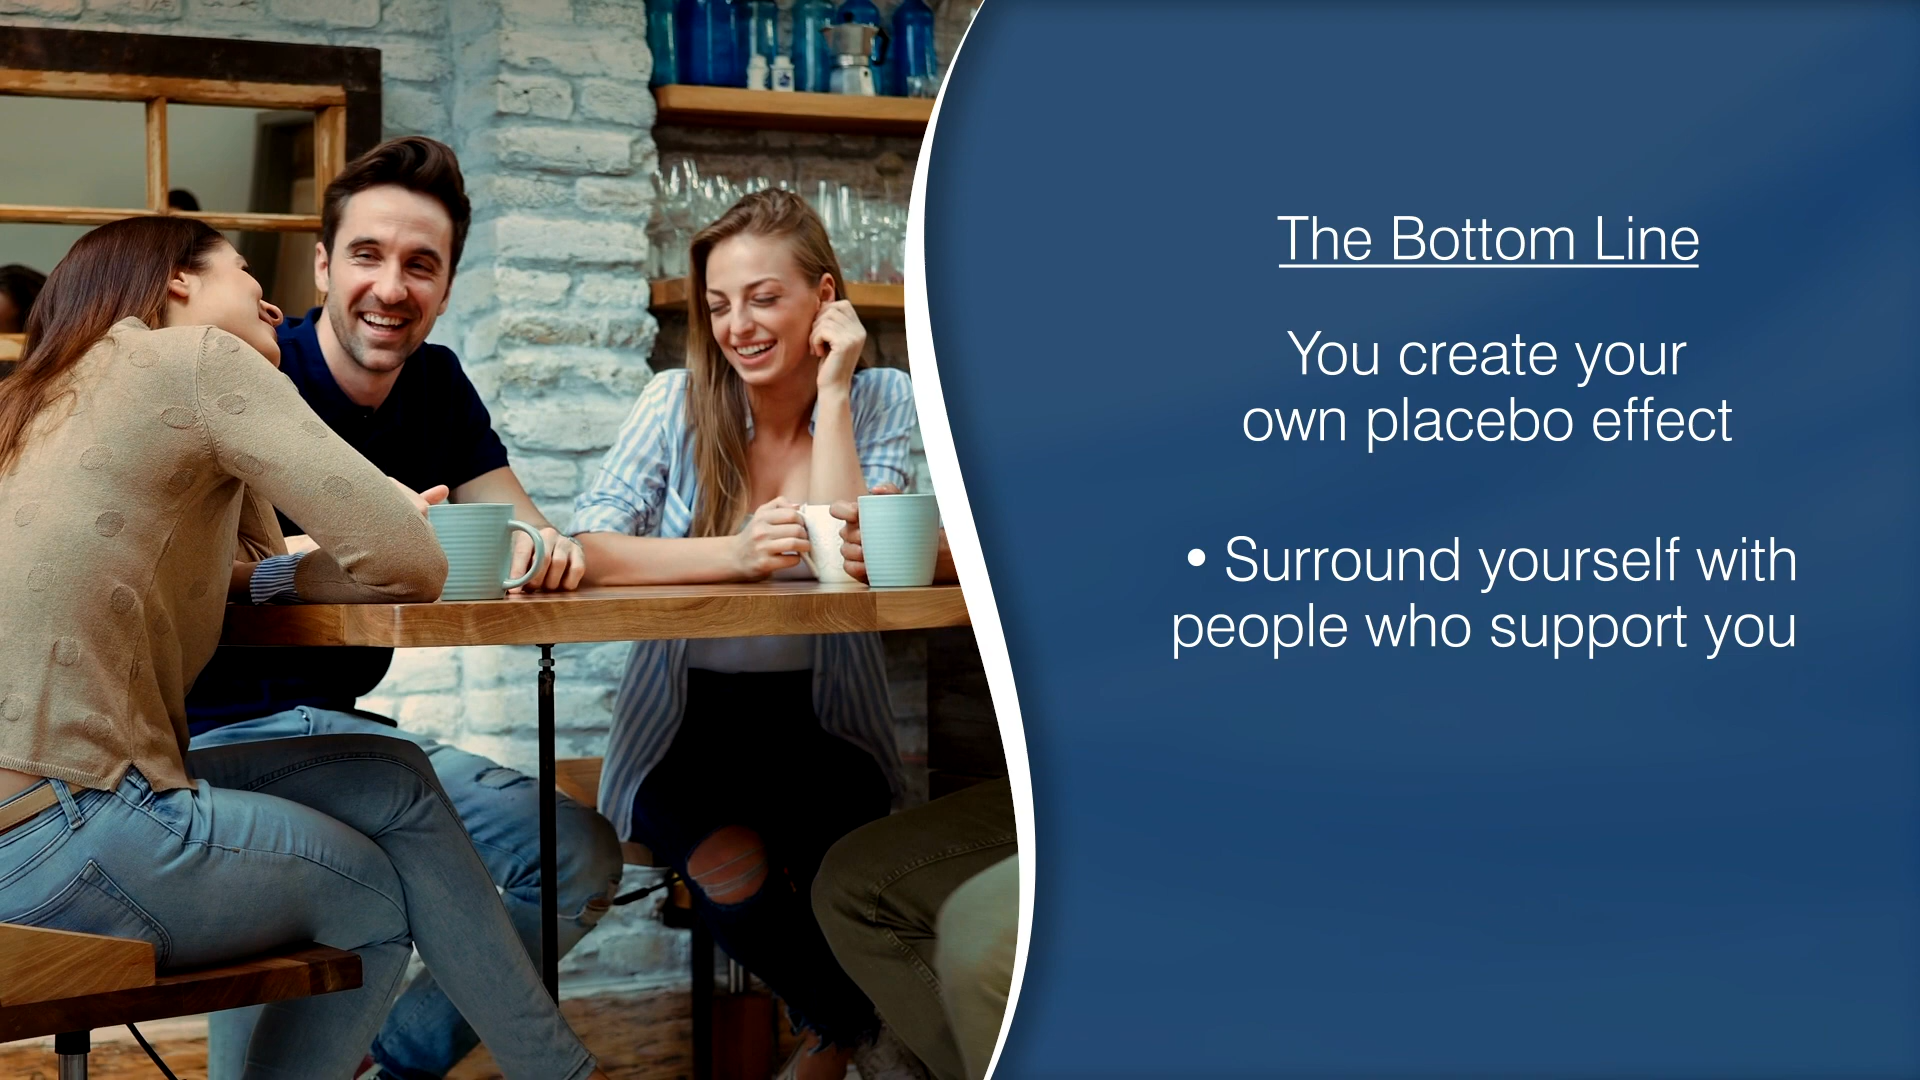 The Bottom Line
You create your
own placebo effect
• Surround yourself with
people who support you